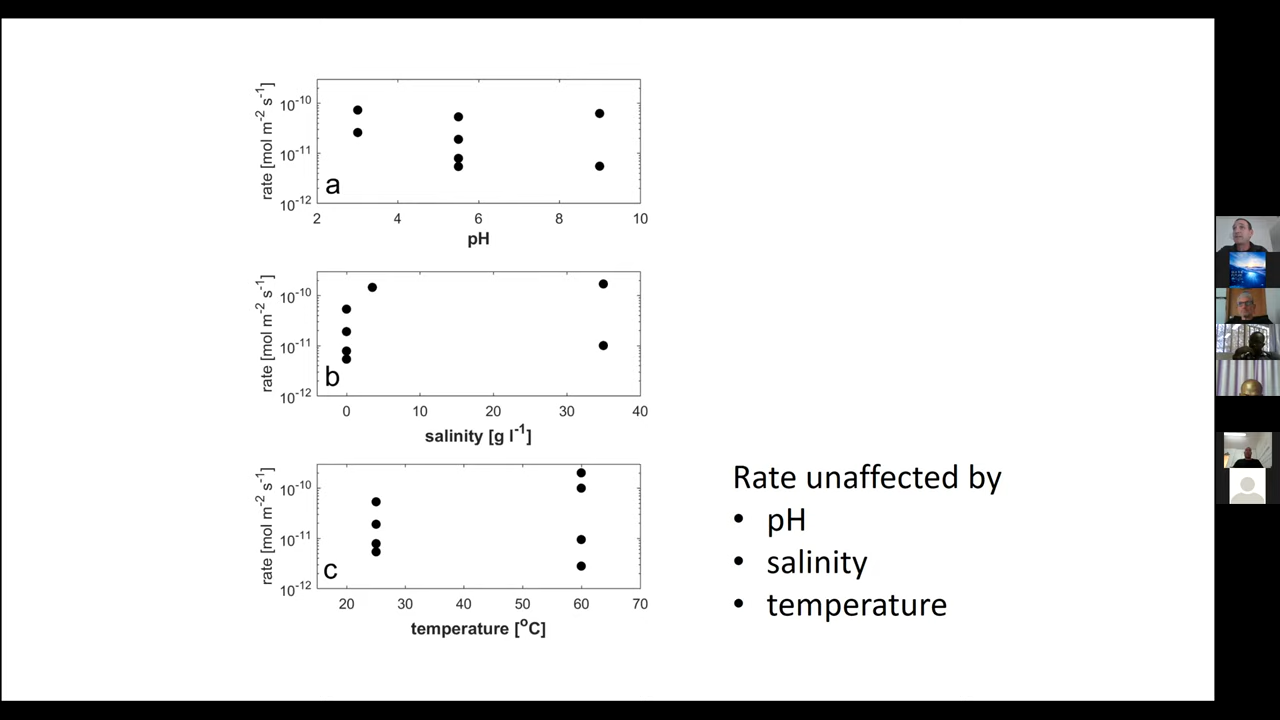 rate [mol m⁻² s⁻¹]
10⁻¹⁰
10⁻¹¹
10⁻¹²
a
2 4 6 8 10
pH
rate [mol m⁻² s⁻¹]
10⁻¹⁰
10⁻¹¹
10⁻¹²
b
0 10 20 30 40
salinity [g l⁻¹]
rate [mol m⁻² s⁻¹]
10⁻¹⁰
10⁻¹¹
10⁻¹²
c
20 30 40 50 60 70
temperature [°C]
Rate unaffected by
• pH
• salinity
• temperature